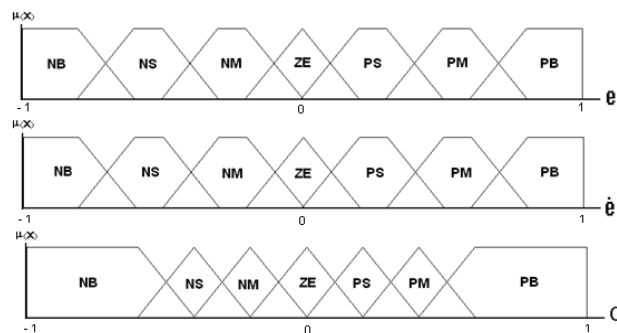 μ(x)
NB NS NM ZE PS PM PB
-1 0 1 e
μ(x)
NB NS NM ZE PS PM PB
-1 0 1 ė
μ(x)
NB NS NM ZE PS PM PB
-1 0 1